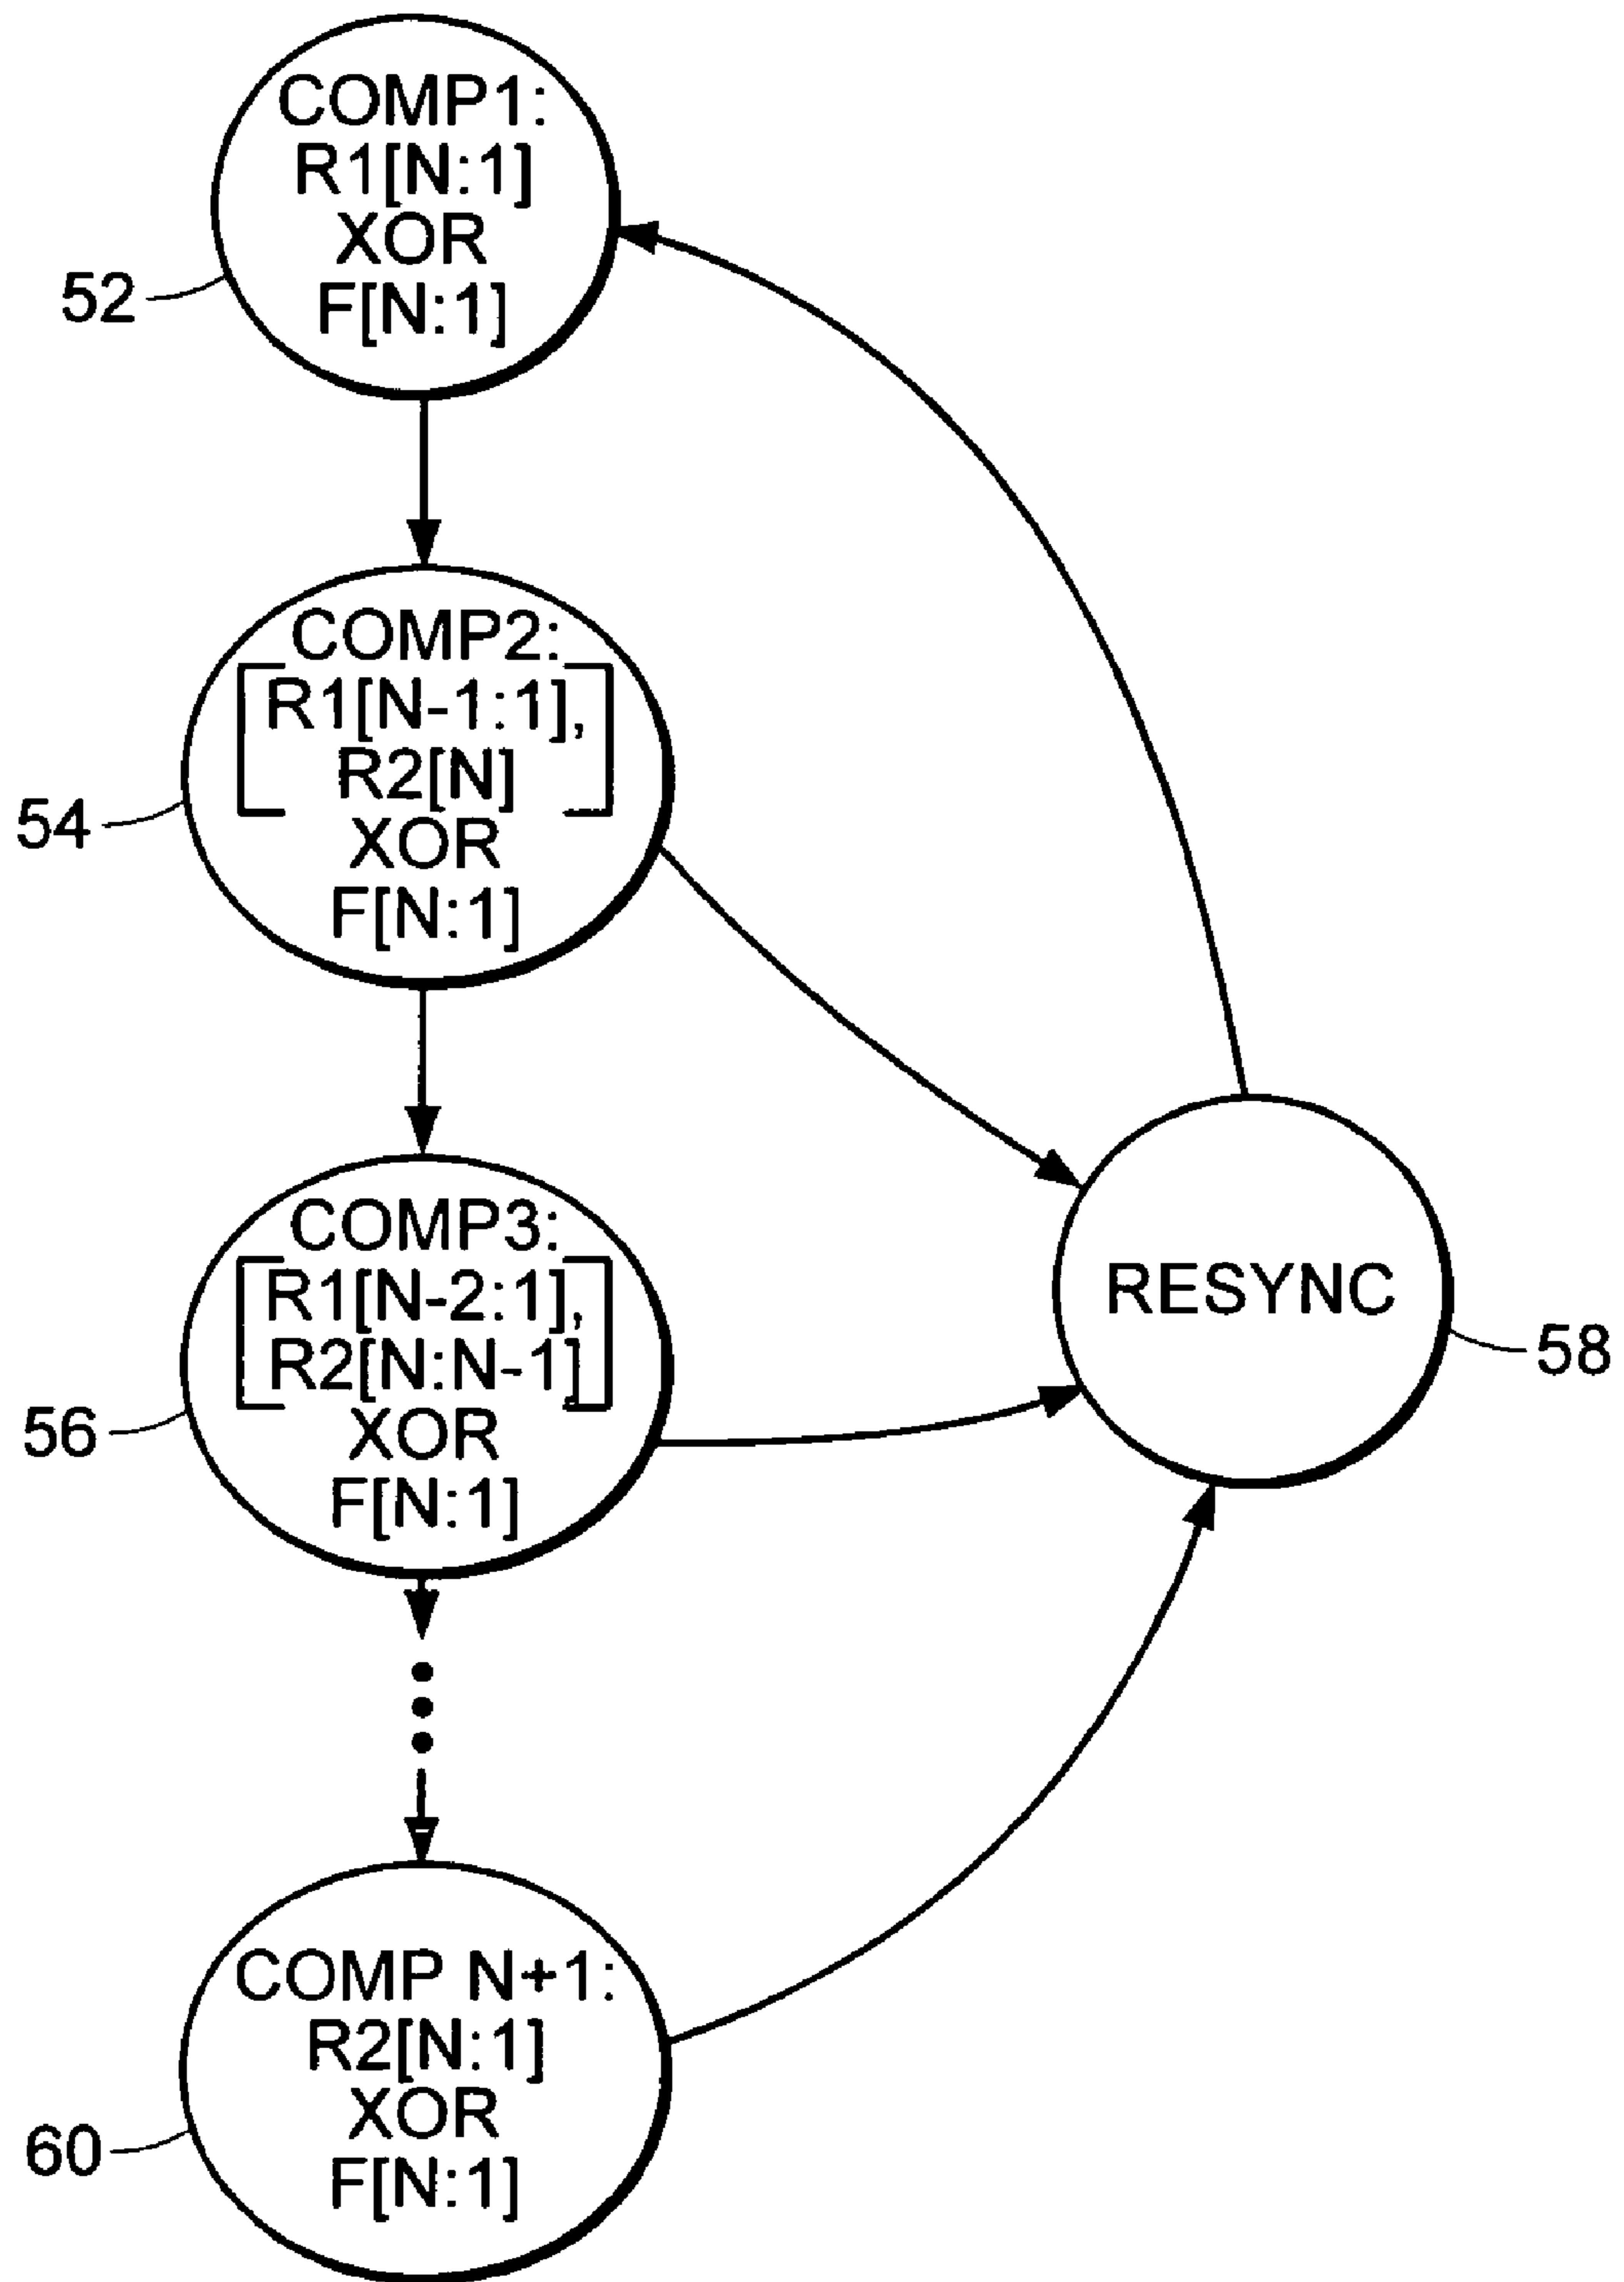 COMP1:
R1[N:1]
XOR
F[N:1]
52
COMP2:
R1[N-1:1],
R2[N]
XOR
F[N:1]
54
COMP3:
R1[N-2:1],
R2[N:N-1]
XOR
F[N:1]
56
RESYNC
58
COMP N+1:
R2[N:1]
XOR
F[N:1]
60